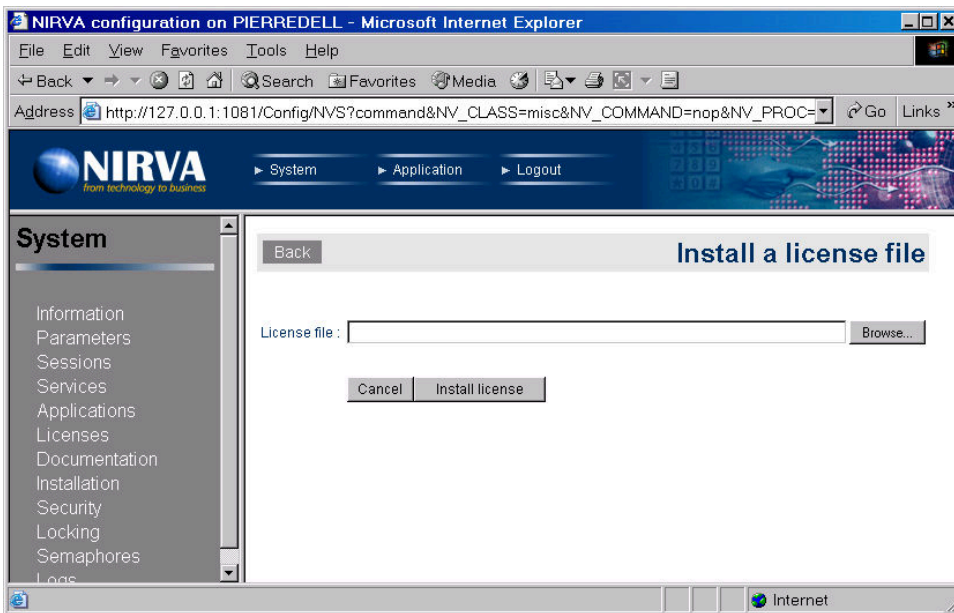 NIRVA configuration on PIERREDELL - Microsoft Internet Explorer
File Edit View Favorites Tools Help
Back Search Favorites Media
Address http://127.0.0.1:1081/Config/NVS?command&NV_CLASS=misc&NV_COMMAND=nop&NV_PROC= Go Links »
NIRVA
from technology to business
System Application Logout
System
Back
Install a license file
Information
Parameters
Sessions
Services
Applications
Licenses
Documentation
Installation
Security
Locking
Semaphores
Logs
License file :
Browse...
Cancel Install license
Internet